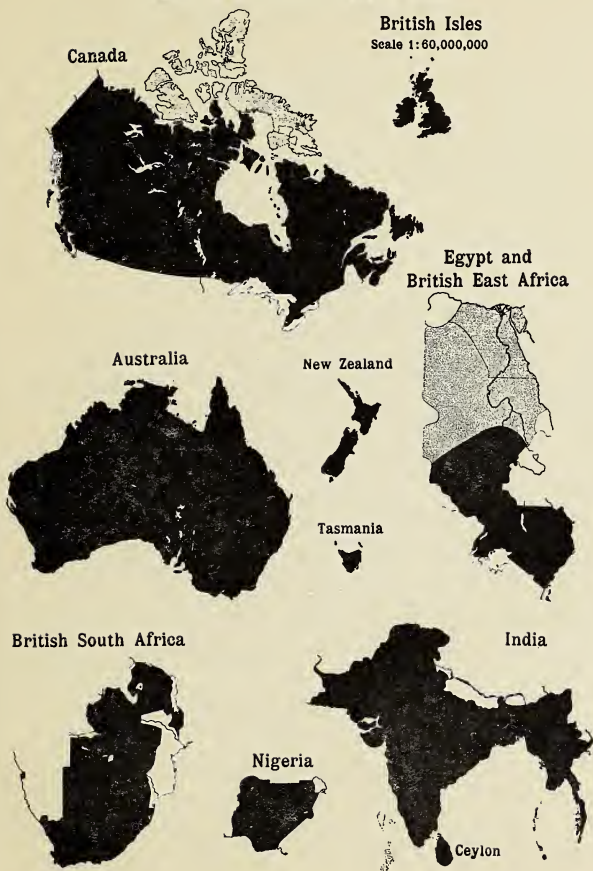 Canada
British Isles
Scale 1:60,000,000
Egypt and
British East Africa
Australia
New Zealand
Tasmania
British South Africa
India
Nigeria
Ceylon